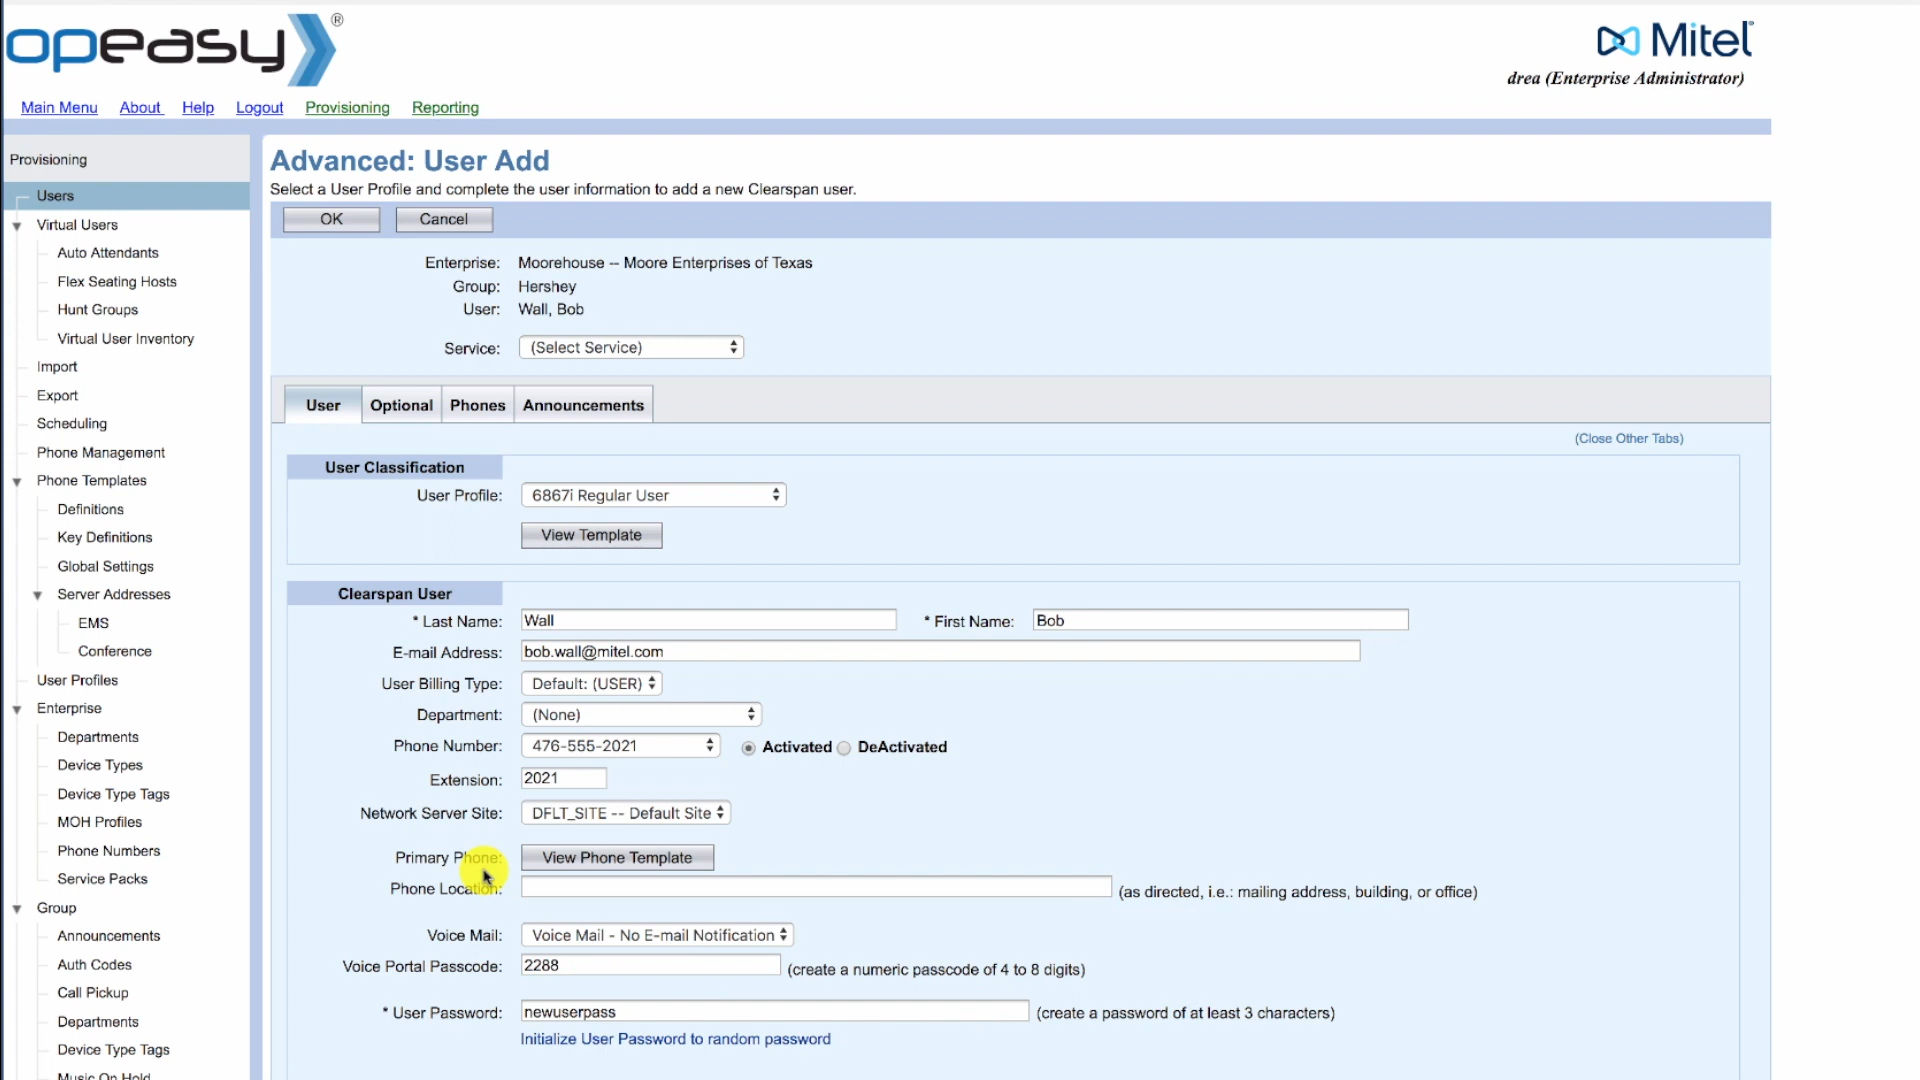 opeasy®
Mitel
drea (Enterprise Administrator)
Main Menu About Help Logout Provisioning Reporting
Provisioning
Users
Virtual Users
Auto Attendants
Flex Seating Hosts
Hunt Groups
Virtual User Inventory
Import
Export
Scheduling
Phone Management
Phone Templates
Definitions
Key Definitions
Global Settings
Server Addresses
EMS
Conference
User Profiles
Enterprise
Departments
Device Types
Device Type Tags
MOH Profiles
Phone Numbers
Service Packs
Group
Announcements
Auth Codes
Call Pickup
Departments
Device Type Tags
Music On Hold
Advanced: User Add
Select a User Profile and complete the user information to add a new Clearspan user.
OK Cancel
Enterprise: Moorehouse -- Moore Enterprises of Texas
Group: Hershey
User: Wall, Bob
Service: (Select Service)
User Optional Phones Announcements
(Close Other Tabs)
User Classification
User Profile: 6867i Regular User
View Template
Clearspan User
* Last Name: Wall * First Name: Bob
E-mail Address: bob.wall@mitel.com
User Billing Type: Default: (USER)
Department: (None)
Phone Number: 476-555-2021 Activated DeActivated
Extension: 2021
Network Server Site: DFLT_SITE -- Default Site
Primary Phone: View Phone Template
Phone Location: (as directed, i.e.: mailing address, building, or office)
Voice Mail: Voice Mail - No E-mail Notification
Voice Portal Passcode: 2288 (create a numeric passcode of 4 to 8 digits)
* User Password: newuserpass (create a password of at least 3 characters)
Initialize User Password to random password